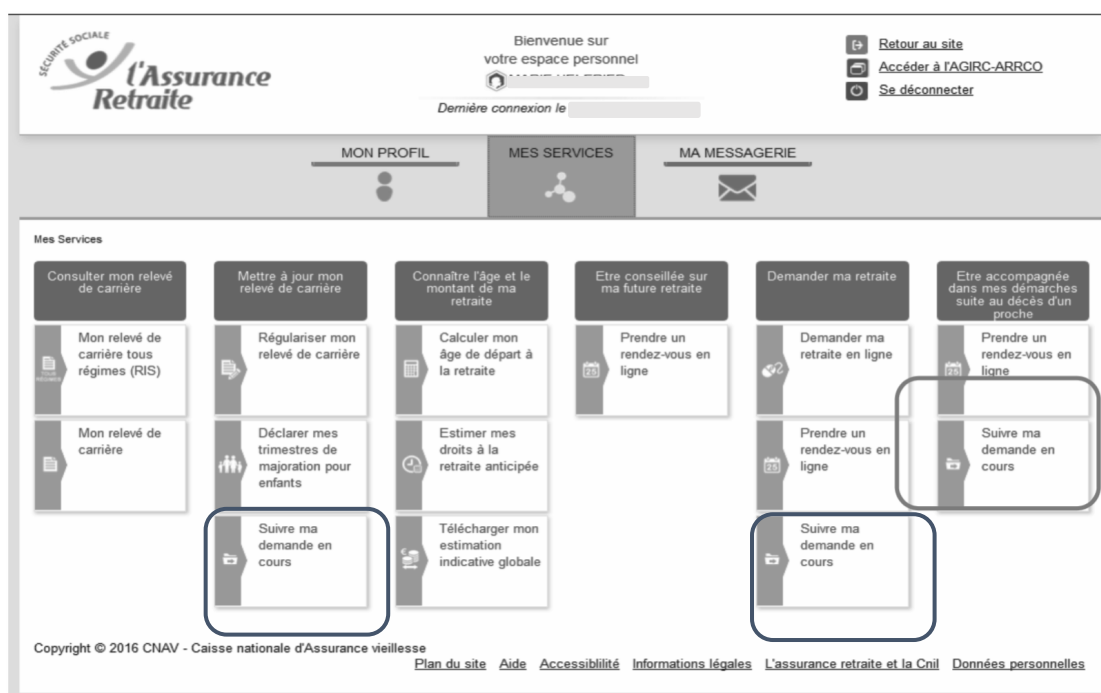 SÉCURITÉ SOCIALE
l'Assurance
Retraite
Bienvenue sur
votre espace personnel
Dernière connexion le
Retour au site
Accéder à l'AGIRC-ARRCO
Se déconnecter
MON PROFIL
MES SERVICES
MA MESSAGERIE
Mes Services
Consulter mon relevé
de carrière
Mon relevé de
carrière tous
régimes (RIS)
Mon relevé de
carrière
Mettre à jour mon
relevé de carrière
Régulariser mon
relevé de carrière
Déclarer mes
trimestres de
majoration pour
enfants
Suivre ma
demande en
cours
Connaître l'âge et le
montant de ma
retraite
Calculer mon
âge de départ à
la retraite
Estimer mes
droits à la
retraite anticipée
Télécharger mon
estimation
indicative globale
Etre conseillée sur
ma future retraite
25
Prendre un
rendez-vous en
ligne
Demander ma retraite
Demander ma
retraite en ligne
25
Prendre un
rendez-vous en
ligne
Suivre ma
demande en
cours
Etre accompagnée
dans mes démarches
suite au décès d'un
proche
25
Prendre un
rendez-vous en
ligne
Suivre ma
demande en
cours
Copyright © 2016 CNAV - Caisse nationale d'Assurance vieillesse
Plan du site Aide Accessiblilité Informations légales L'assurance retraite et la Cnil Données personnelles